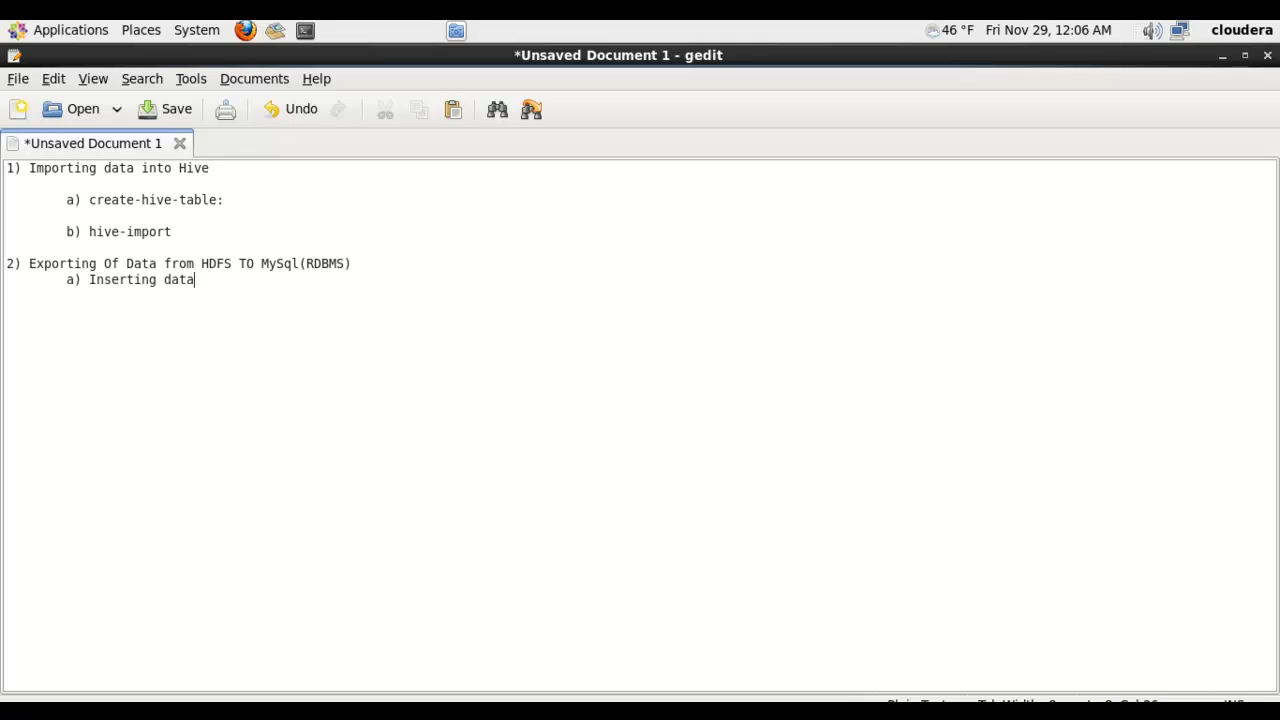 Applications Places System 46 °F Fri Nov 29, 12:06 AM cloudera
*Unsaved Document 1 - gedit
File Edit View Search Tools Documents Help
Open Save Undo
*Unsaved Document 1
1) Importing data into Hive
a) create-hive-table:
b) hive-import
2) Exporting Of Data from HDFS TO MySql(RDBMS)
a) Inserting data